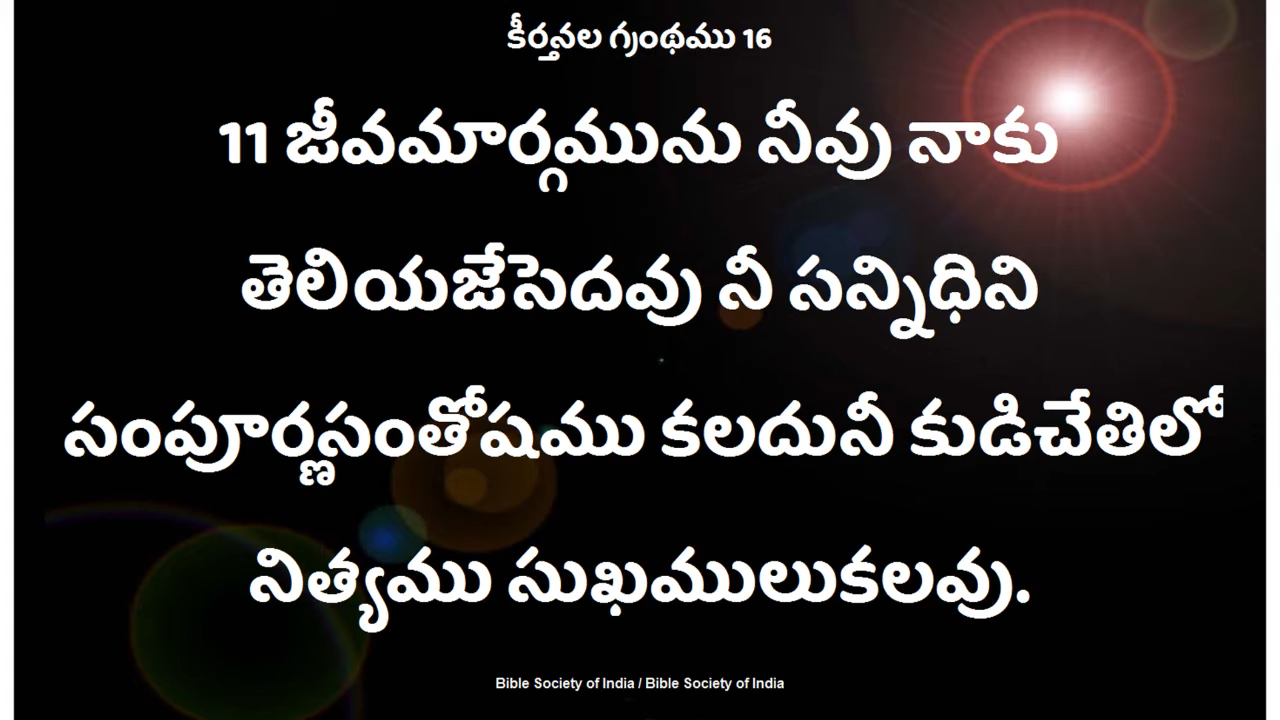 కీర్తనల గ్రంథము 16
11 జీవమార్గమును నీవు నాకు
తెలియజేసెదవు నీ సన్నిధిని
సంపూర్ణసంతోషము కలదునీ కుడిచేతిలో
నిత్యము సుఖములుకలవు.
Bible Society of India / Bible Society of India